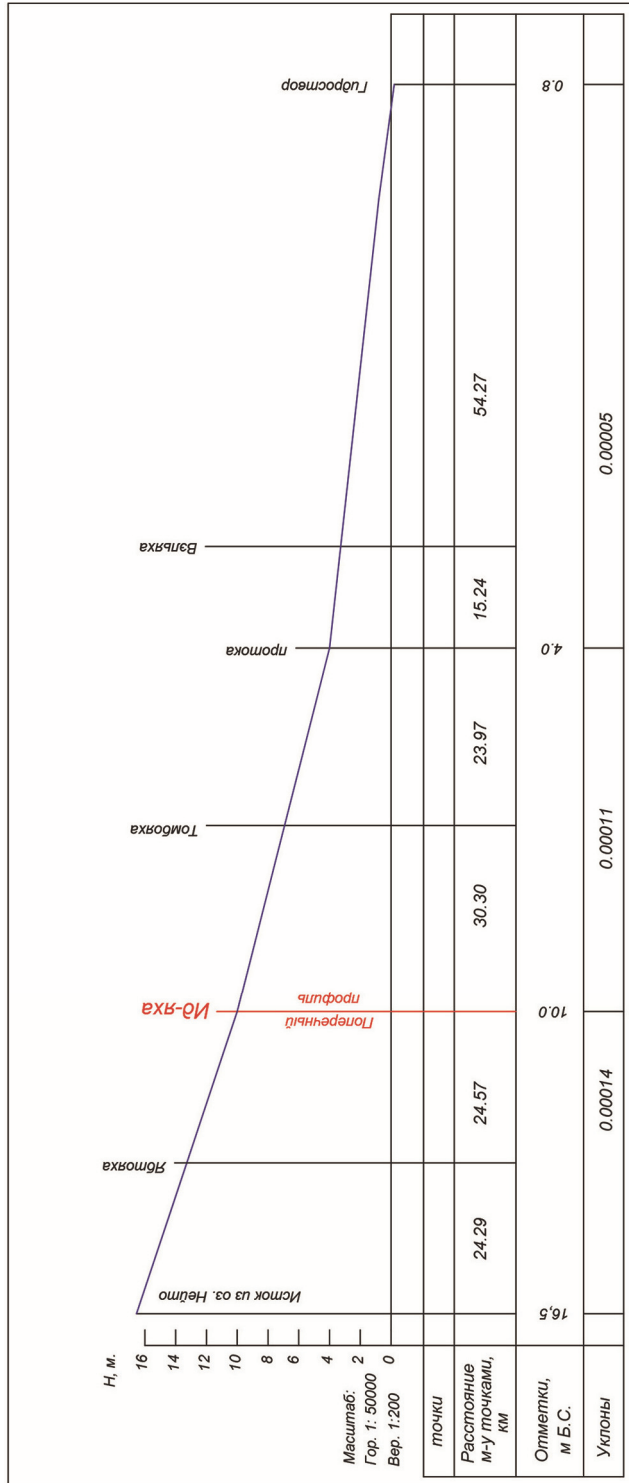 H, м.
16
14
12
10
8
6
4
2
0
Масштаб:
Гор. 1: 50000
Вер. 1:200
Исток из оз. Нейто
Ябтояха
Ид-яха
Поперечный
профиль
Томбояха
протока
Вэльяха
Гидроствор
точки
Расстояние
м-у точками,
км
24.29
24.57
30.30
23.97
15.24
54.27
Отметки,
м Б.С.
16,5
10.0
4.0
0.8
Уклоны
0.00014
0.00011
0.00005